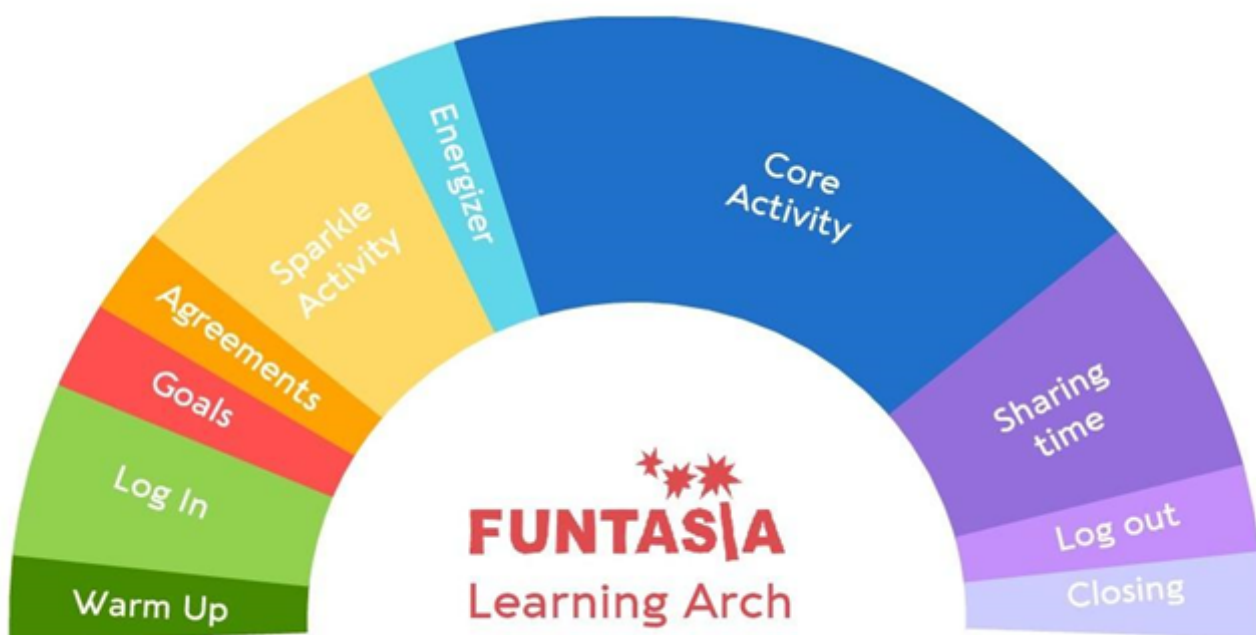 Warm Up
Log In
Goals
Agreements
Sparkle
Activity
Energizer
Core
Activity
Sharing
time
Log out
Closing
FUNTASIA
Learning Arch